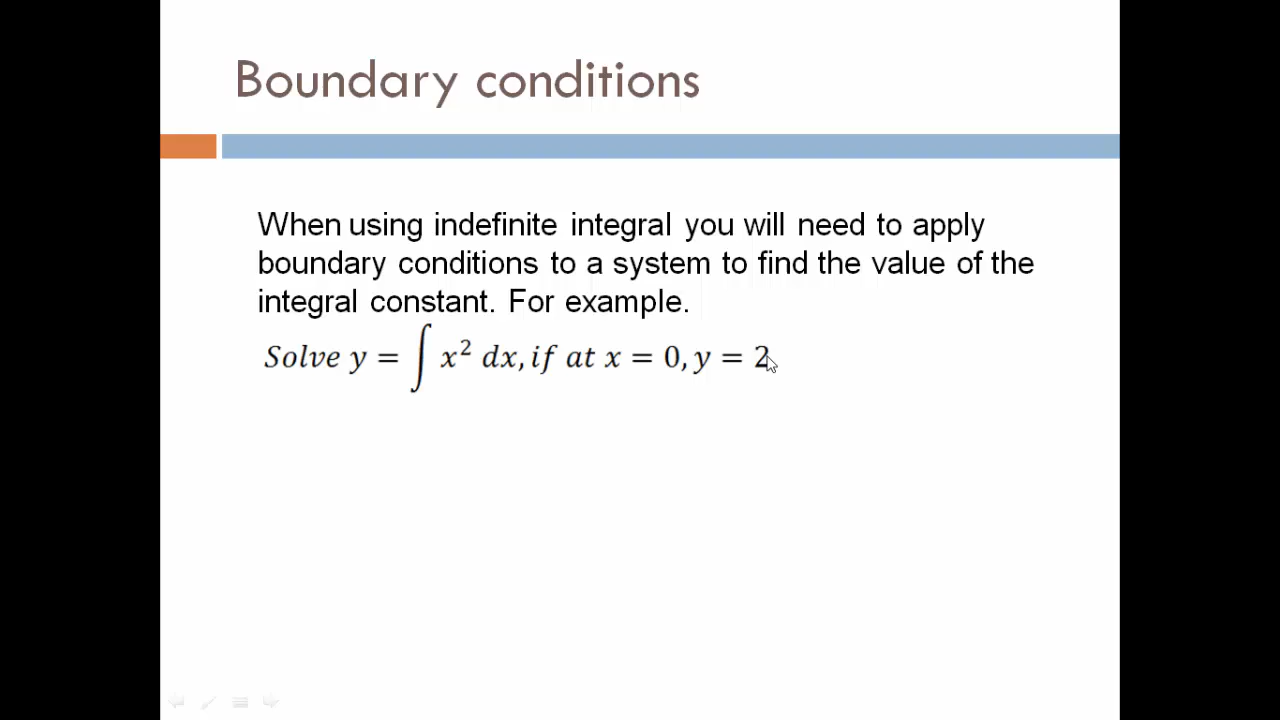 Boundary conditions
When using indefinite integral you will need to apply
boundary conditions to a system to find the value of the
integral constant. For example.
Solve y = ∫ x² dx, if at x = 0, y = 2